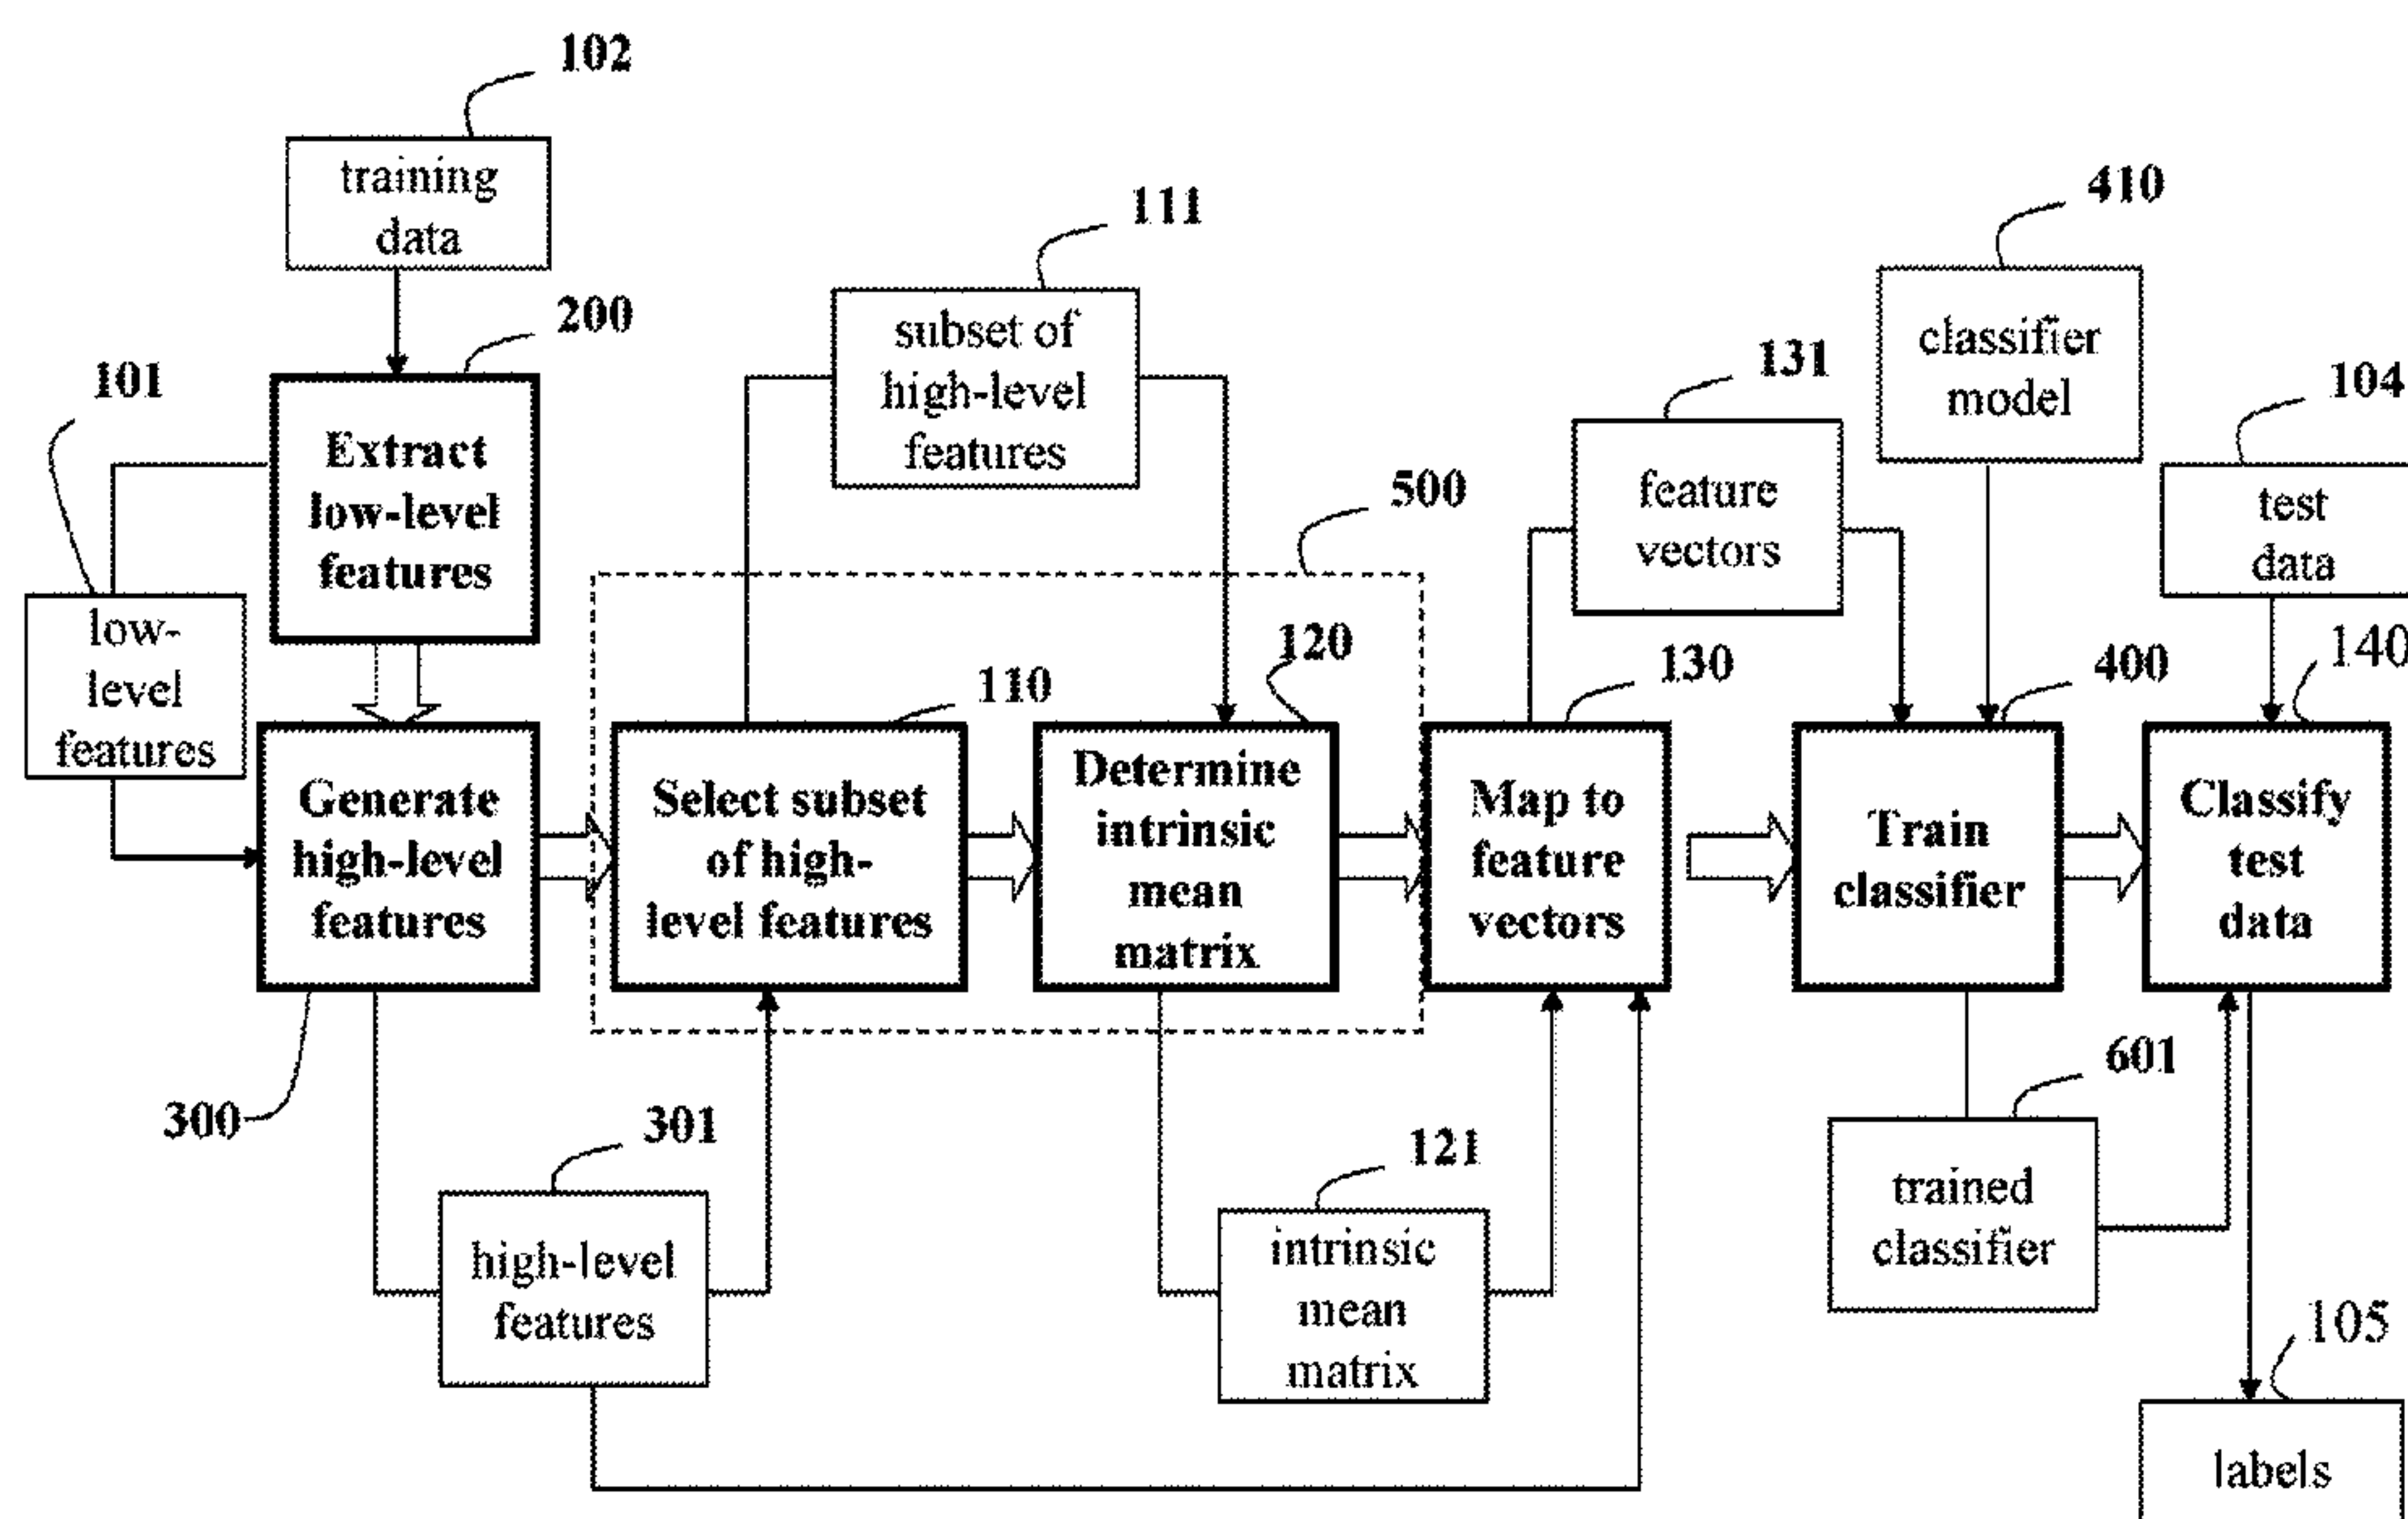 102
training
data
111
410
200
subset of
high-level
features
classifier
model
131
104
101
Extract
low-level
features
500
feature
vectors
test
data
low-
level
features
120
110
130
400
140
Generate
high-level
features
Select subset
of high-
level features
Determine
intrinsic
mean
matrix
Map to
feature
vectors
Train
classifier
Classify
test
data
300
301
121
601
high-level
features
intrinsic
mean
matrix
trained
classifier
105
labels